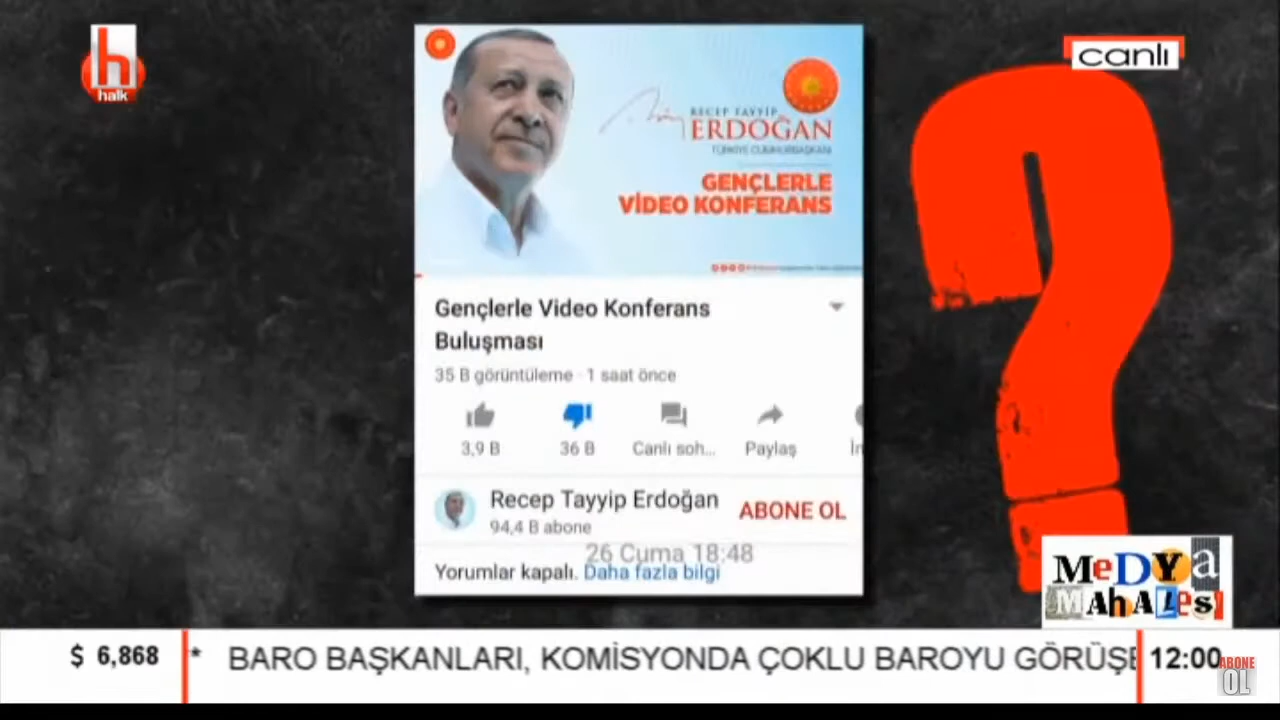 h
halk
canlı
RECEP TAYYİP
ERDOĞAN
TÜRKİYE CUMHURBAŞKANI
GENÇLERLE
VİDEO KONFERANS
Gençlerle Video Konferans
Buluşması
35 B görüntüleme · 1 saat önce
3,9 B 36 B Canlı soh... Paylaş
Recep Tayyip Erdoğan
ABONE OL
94,4 B abone
26 Cuma 18:48
Yorumlar kapalı. Daha fazla bilgi
MeDYa
MAhALesi
$ 6,868 * BARO BAŞKANLARI, KOMİSYONDA ÇOKLU BAROYU GÖRÜŞE 12:00
ABONE
OL